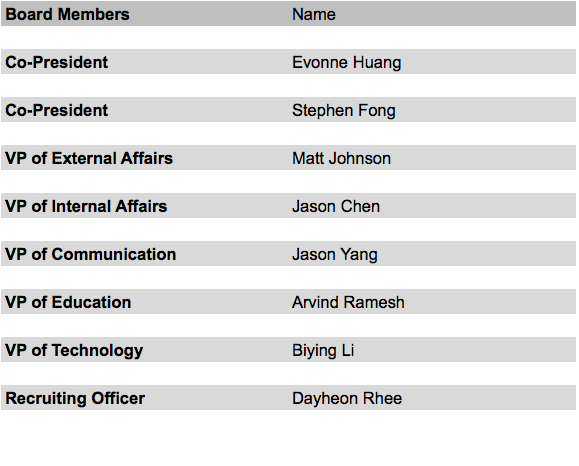 Board Members Name
Co-President Evonne Huang
Co-President Stephen Fong
VP of External Affairs Matt Johnson
VP of Internal Affairs Jason Chen
VP of Communication Jason Yang
VP of Education Arvind Ramesh
VP of Technology Biying Li
Recruiting Officer Dayheon Rhee